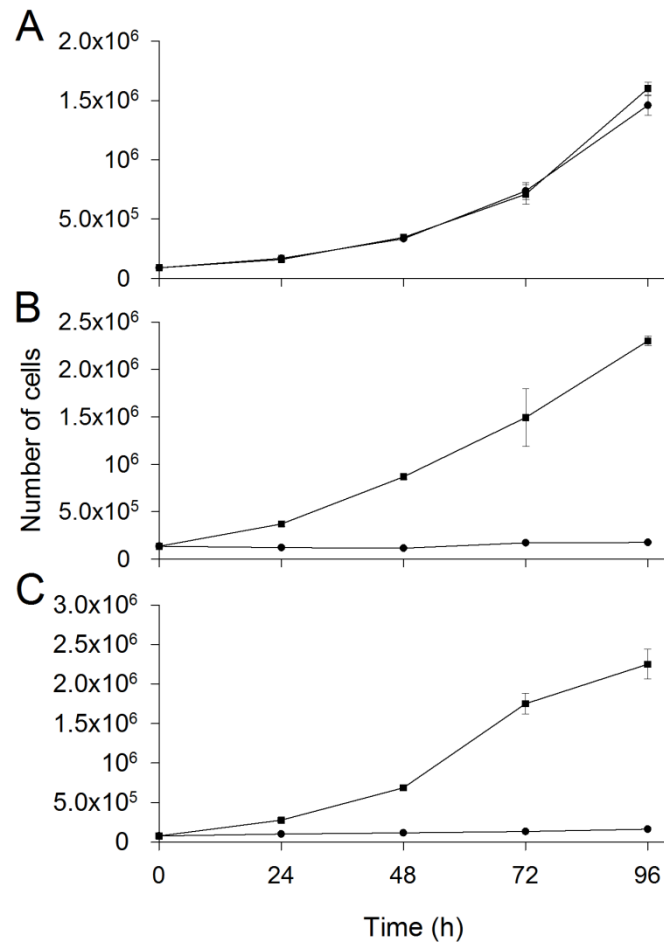 A
2.0x10⁶
1.5x10⁶
10⁶
5.0x10⁵
0
B
2.5x10⁶
2.0x10⁶
1.5x10⁶
10⁶
5.0x10⁵
0
Number of cells
C
3.0x10⁶
2.5x10⁶
2.0x10⁶
1.5x10⁶
10⁶
5.0x10⁵
0
0 24 48 72 96
Time (h)